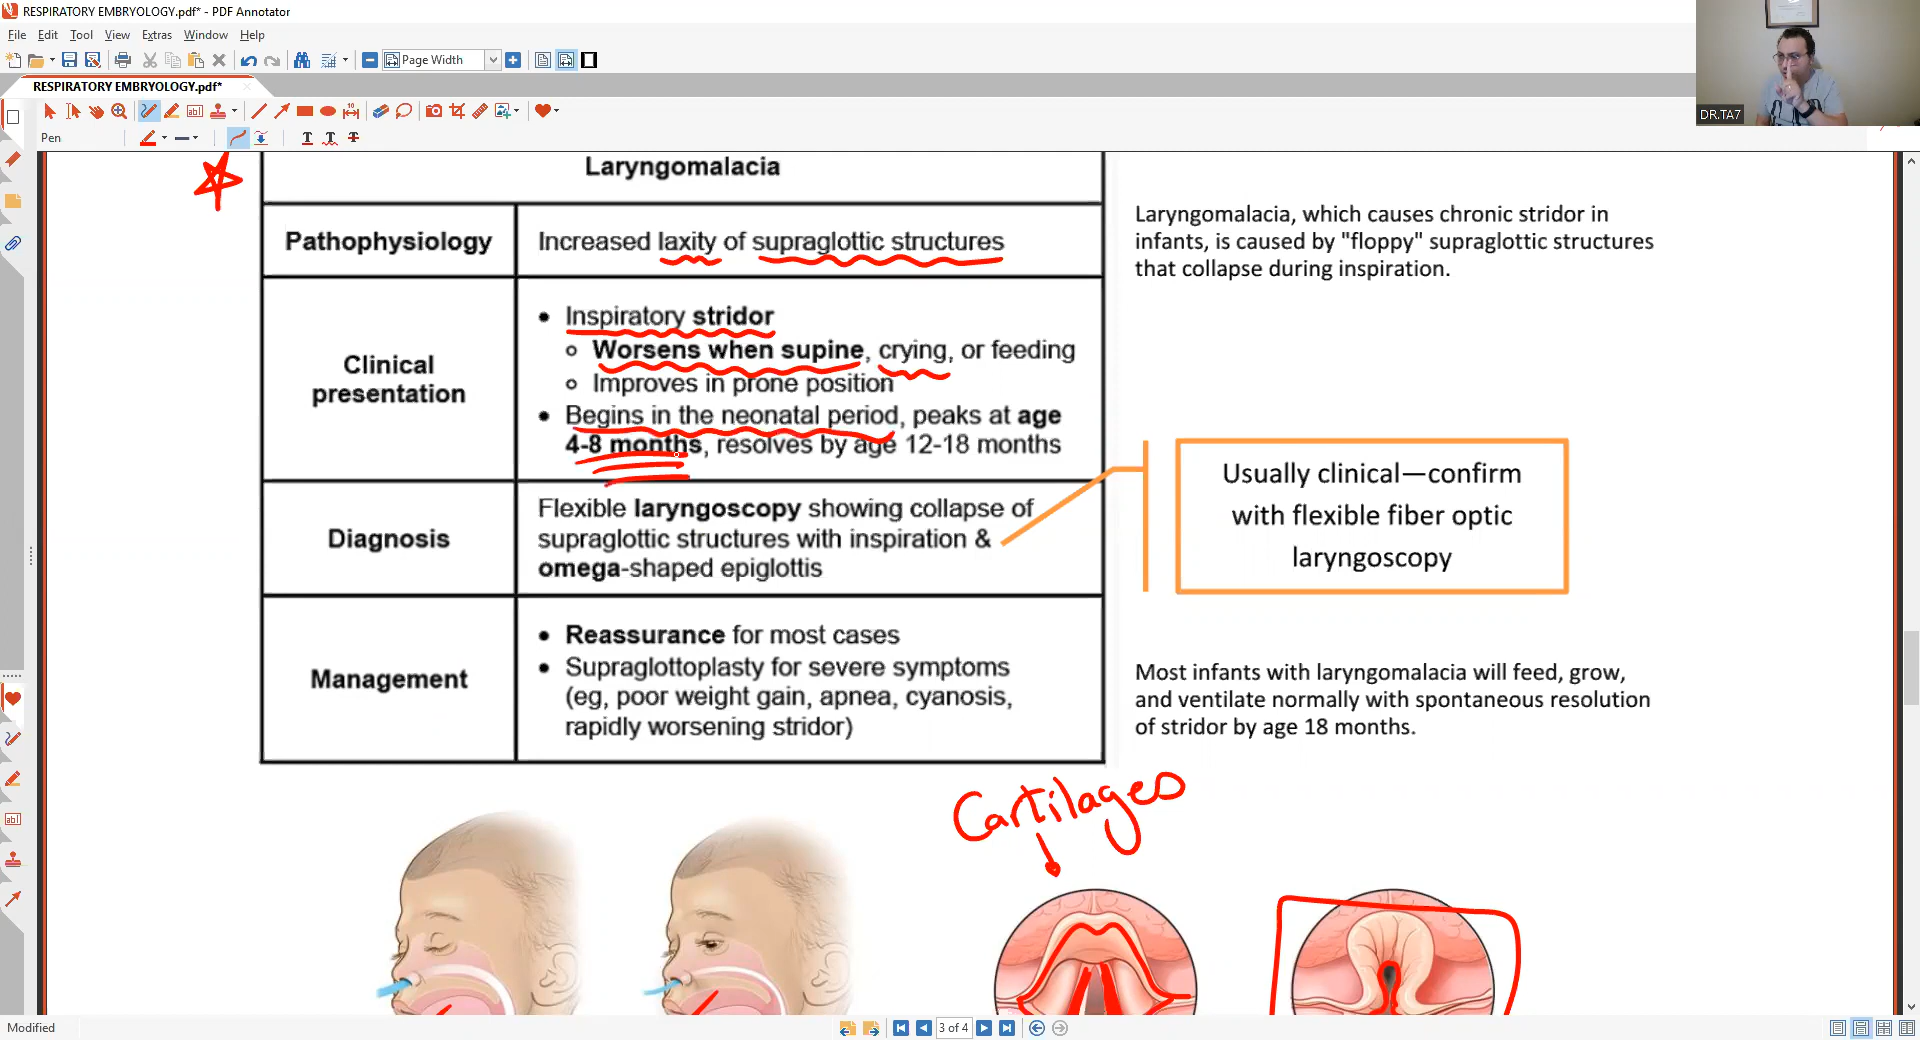 RESPIRATORY EMBRYOLOGY.pdf* - PDF Annotator
File Edit Tool View Extras Window Help
Page Width
RESPIRATORY EMBRYOLOGY.pdf*
Pen
DR.TA7
Laryngomalacia
Pathophysiology
Increased laxity of supraglottic structures
Clinical
presentation
• Inspiratory stridor
o Worsens when supine, crying, or feeding
o Improves in prone position
• Begins in the neonatal period, peaks at age
4-8 months, resolves by age 12-18 months
Diagnosis
Flexible laryngoscopy showing collapse of
supraglottic structures with inspiration &
omega-shaped epiglottis
Management
• Reassurance for most cases
• Supraglottoplasty for severe symptoms
(eg, poor weight gain, apnea, cyanosis,
rapidly worsening stridor)
Laryngomalacia, which causes chronic stridor in
infants, is caused by "floppy" supraglottic structures
that collapse during inspiration.
Usually clinical—confirm
with flexible fiber optic
laryngoscopy
Most infants with laryngomalacia will feed, grow,
and ventilate normally with spontaneous resolution
of stridor by age 18 months.
Cartilages
Modified
3 of 4